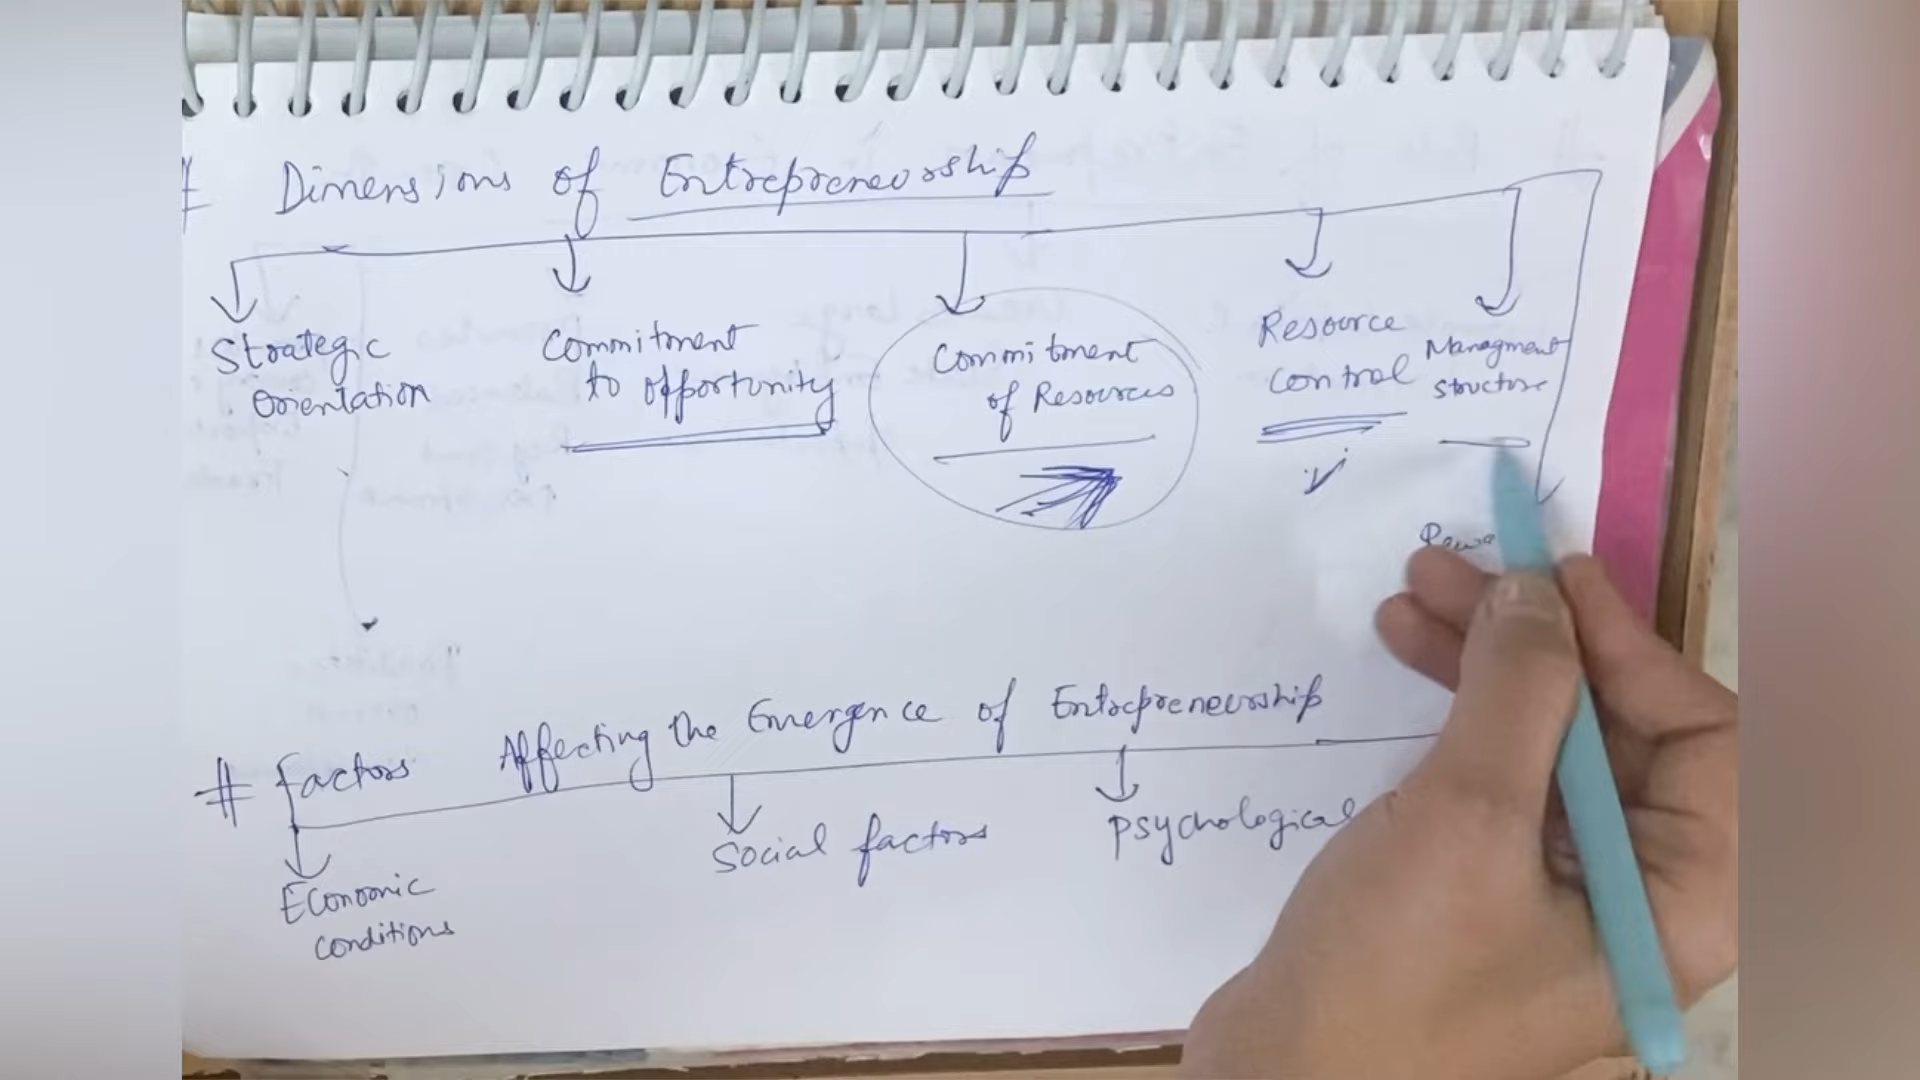 # Dimensions of Entrepreneurship
Strategic
Orientation
Commitment
to opportunity
Commitment
of Resources
Resource
control
Managment
structure
# factors Affecting the Emergence of Entrepreneurship
Economic
conditions
Social factors
Psychological